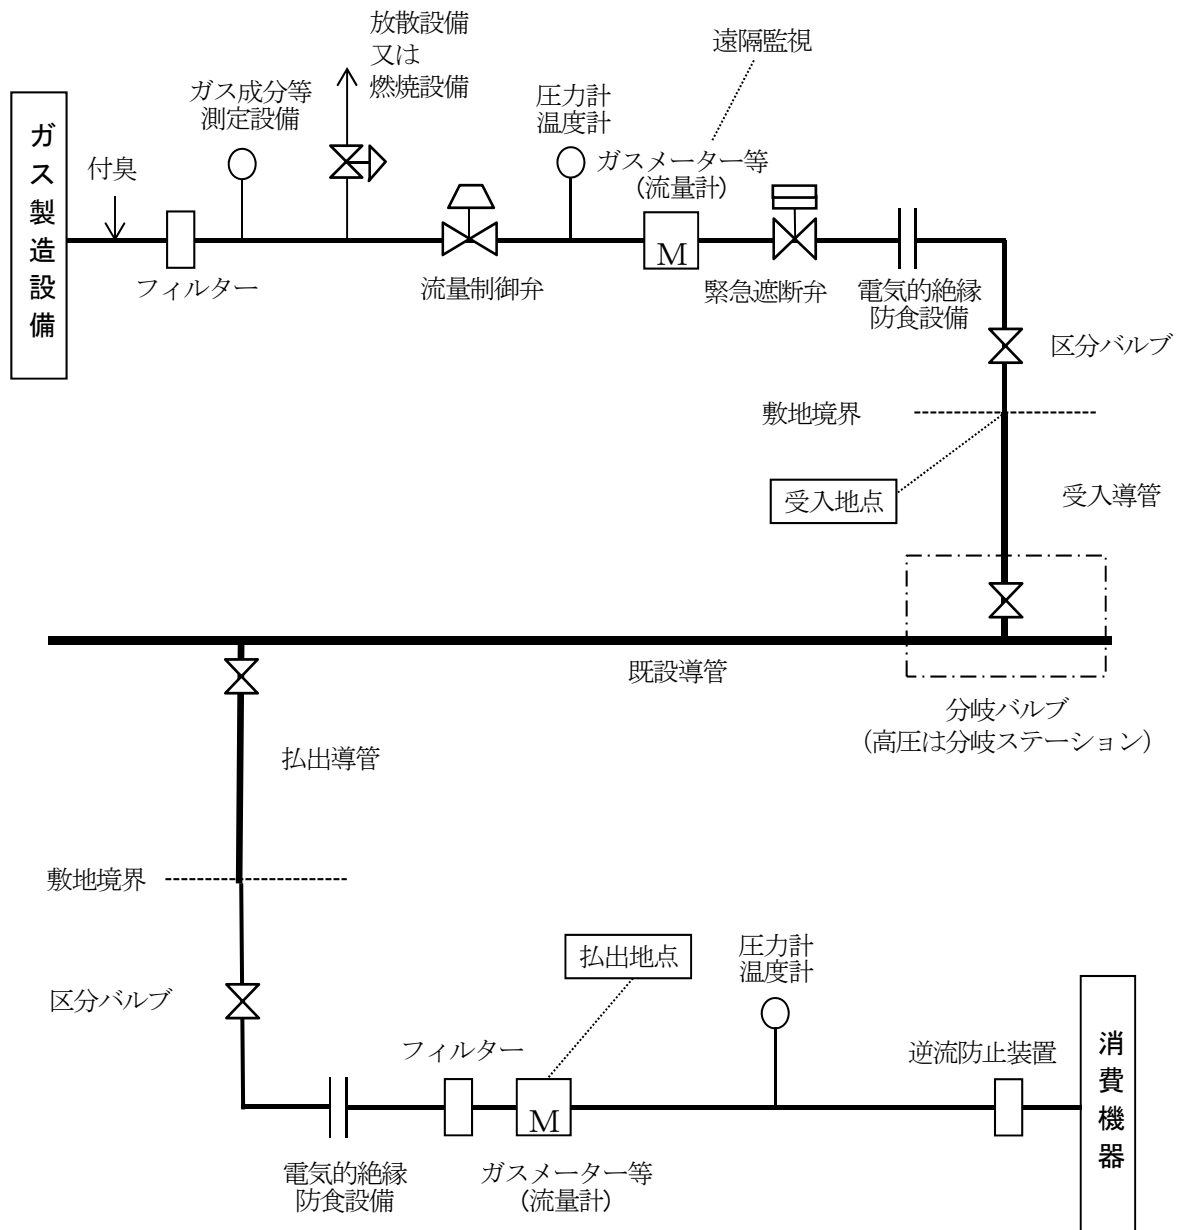 放散設備
又は
燃焼設備
遠隔監視
ガス成分等
測定設備
圧力計
温度計
ガスメーター等
(流量計)
ガス製造設備
付臭
M
フィルター
流量制御弁
緊急遮断弁
電気的絶縁
防食設備
区分バルブ
敷地境界
受入地点
受入導管
既設導管
分岐バルブ
(高圧は分岐ステーション)
払出導管
敷地境界
払出地点
圧力計
温度計
区分バルブ
フィルター
逆流防止装置
消費機器
M
電気的絶縁
防食設備
ガスメーター等
(流量計)